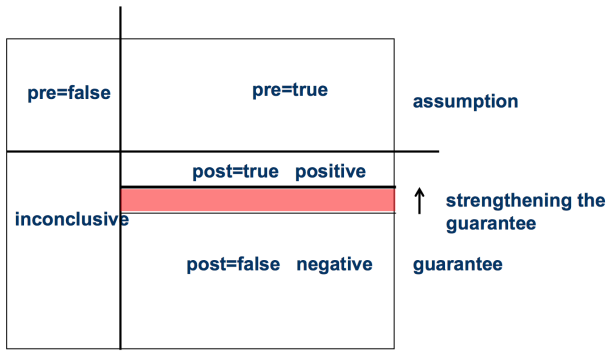 pre=false
pre=true
assumption
post=true positive
inconclusive
strengthening the
guarantee
post=false negative
guarantee